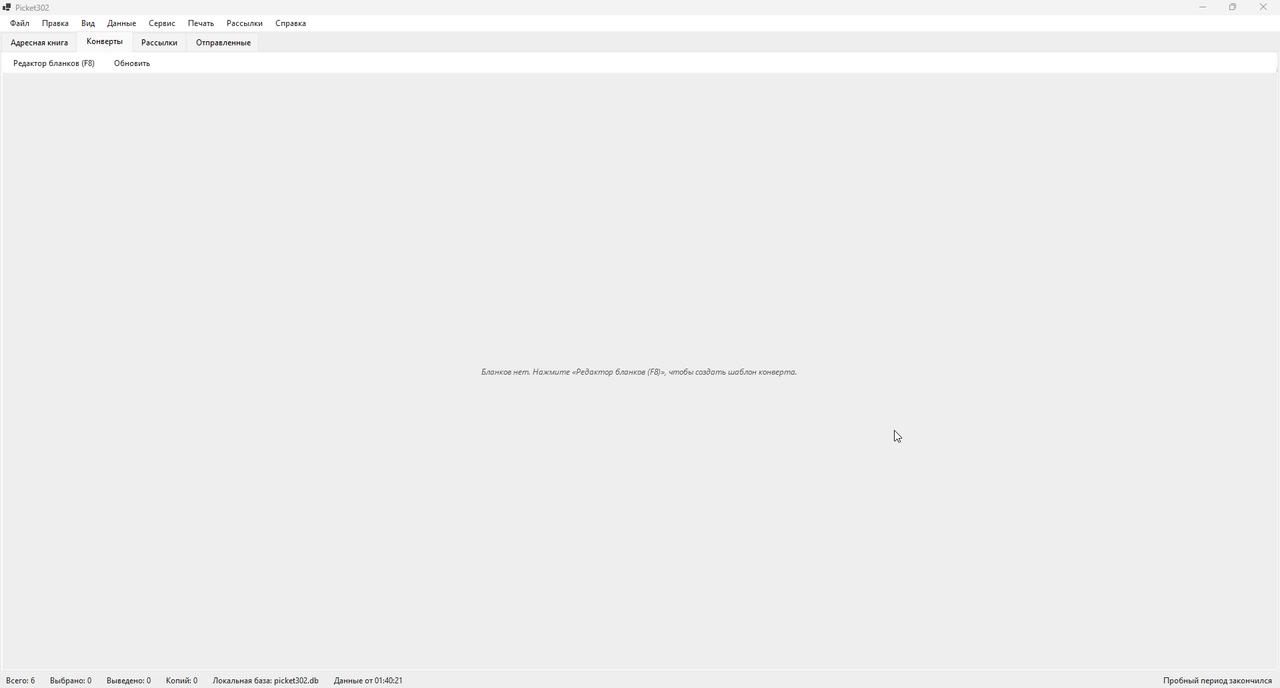 Picket302
Файл Правка Вид Данные Сервис Печать Рассылки Справка
Адресная книга Конверты Рассылки Отправленные
Редактор бланков (F8) Обновить
Бланков нет. Нажмите «Редактор бланков (F8)», чтобы создать шаблон конверта.
Всего: 6 Выбрано: 0 Выведено: 0 Копий: 0 Локальная база: picket302.db Данные от 01:40:21 Пробный период закончился